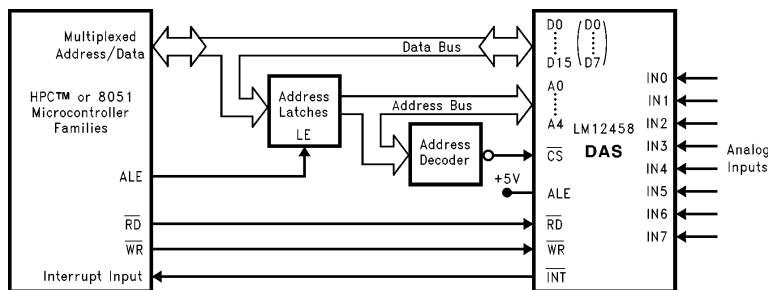 Multiplexed
Address/Data
HPC™ or 8051
Microcontroller
Families
ALE
RD
WR
Interrupt Input
Data Bus
Address
Latches
LE
Address Bus
Address
Decoder
+5V
D0 (D0
D15 D7)
A0
A4
LM12458
DAS
CS
ALE
RD
WR
INT
IN0
IN1
IN2
IN3
IN4
IN5
IN6
IN7
Analog
Inputs